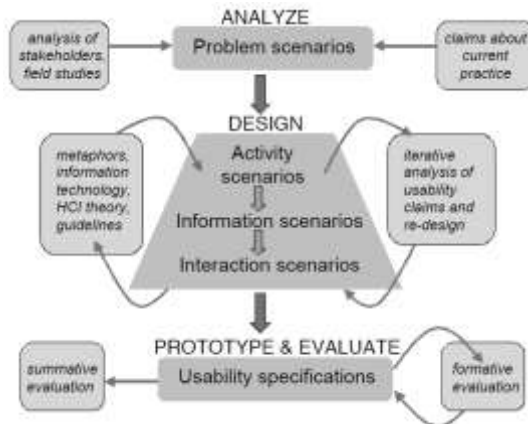 ANALYZE
analysis of
stakeholders,
field studies
Problem scenarios
claims about
current
practice
DESIGN
metaphors,
information
technology,
HCI theory,
guidelines
Activity
scenarios
Information scenarios
Interaction scenarios
iterative
analysis of
usability
claims and
re-design
PROTOTYPE & EVALUATE
summative
evaluation
Usability specifications
formative
evaluation